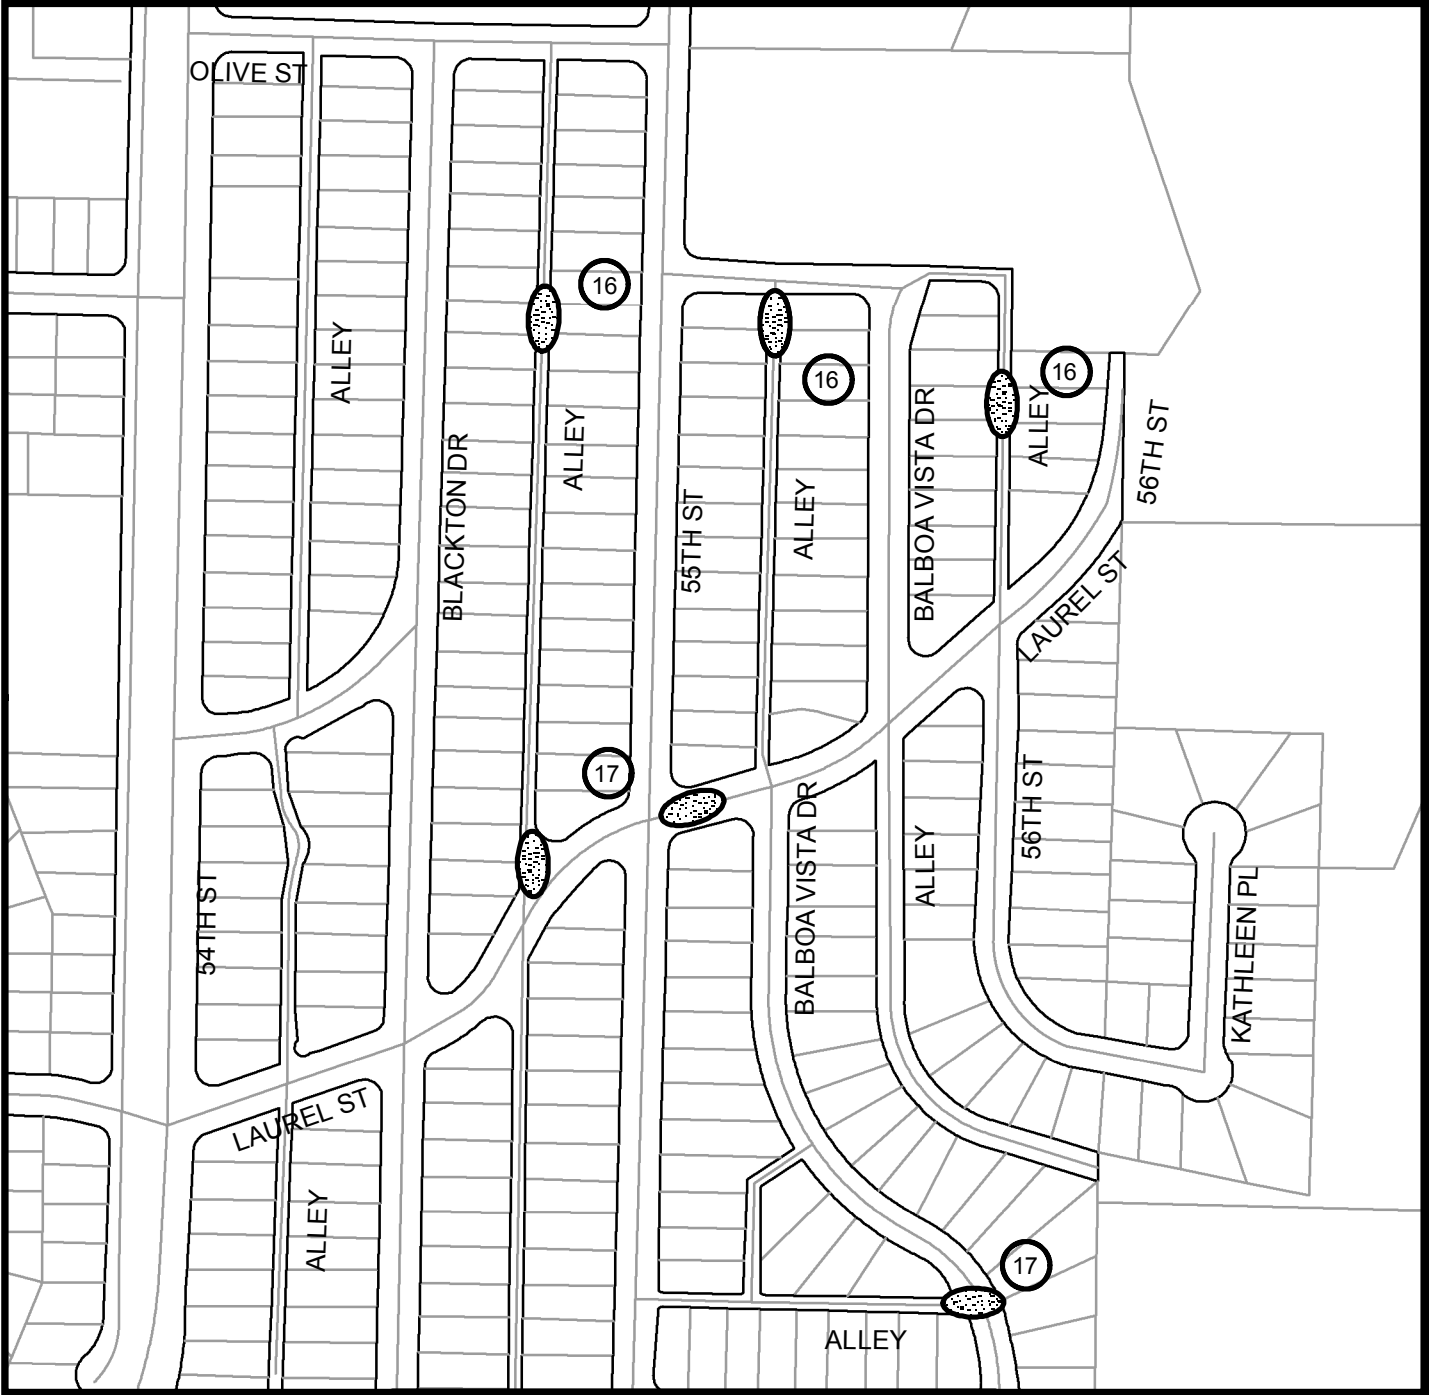 OLIVE ST
16
ALLEY
16
16
ALLEY
BALBOA VISTA DR
56TH ST
BLACKTON DR
ALLEY
55TH ST
ALLEY
LAUREL ST
17
BALBOA VISTA DR
56TH ST
ALLEY
54TH ST
KATHLEEN PL
LAUREL ST
ALLEY
17
ALLEY